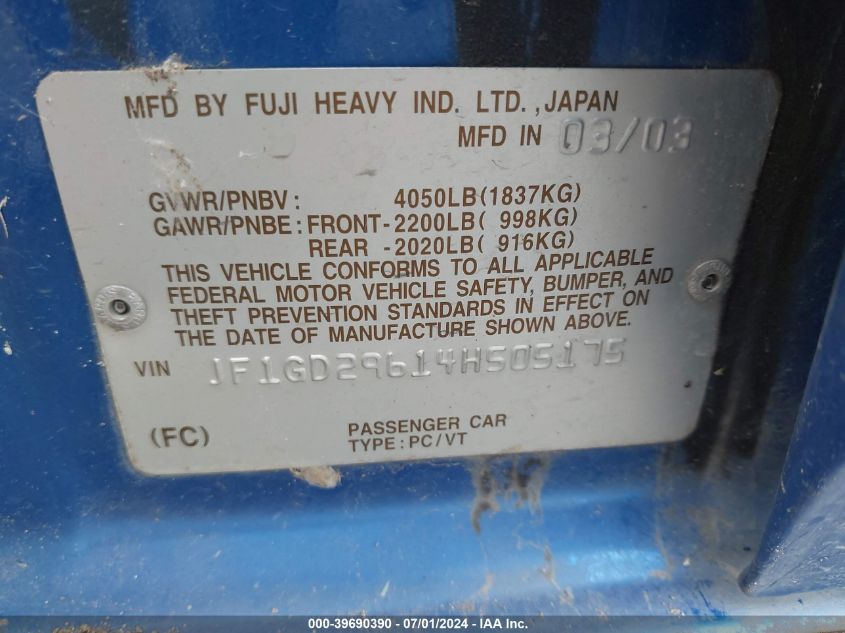 MFD BY FUJI HEAVY IND. LTD., JAPAN
MFD IN 03/03
GVWR/PNBV: 4050LB(1837KG)
GAWR/PNBE: FRONT-2200LB( 998KG)
REAR -2020LB( 916KG)
THIS VEHICLE CONFORMS TO ALL APPLICABLE
FEDERAL MOTOR VEHICLE SAFETY, BUMPER, AND
THEFT PREVENTION STANDARDS IN EFFECT ON
THE DATE OF MANUFACTURE SHOWN ABOVE.
VIN JF1GD29614H505175
(FC) PASSENGER CAR
TYPE: PC/VT
000-39690390 - 07/01/2024 - IAA Inc.